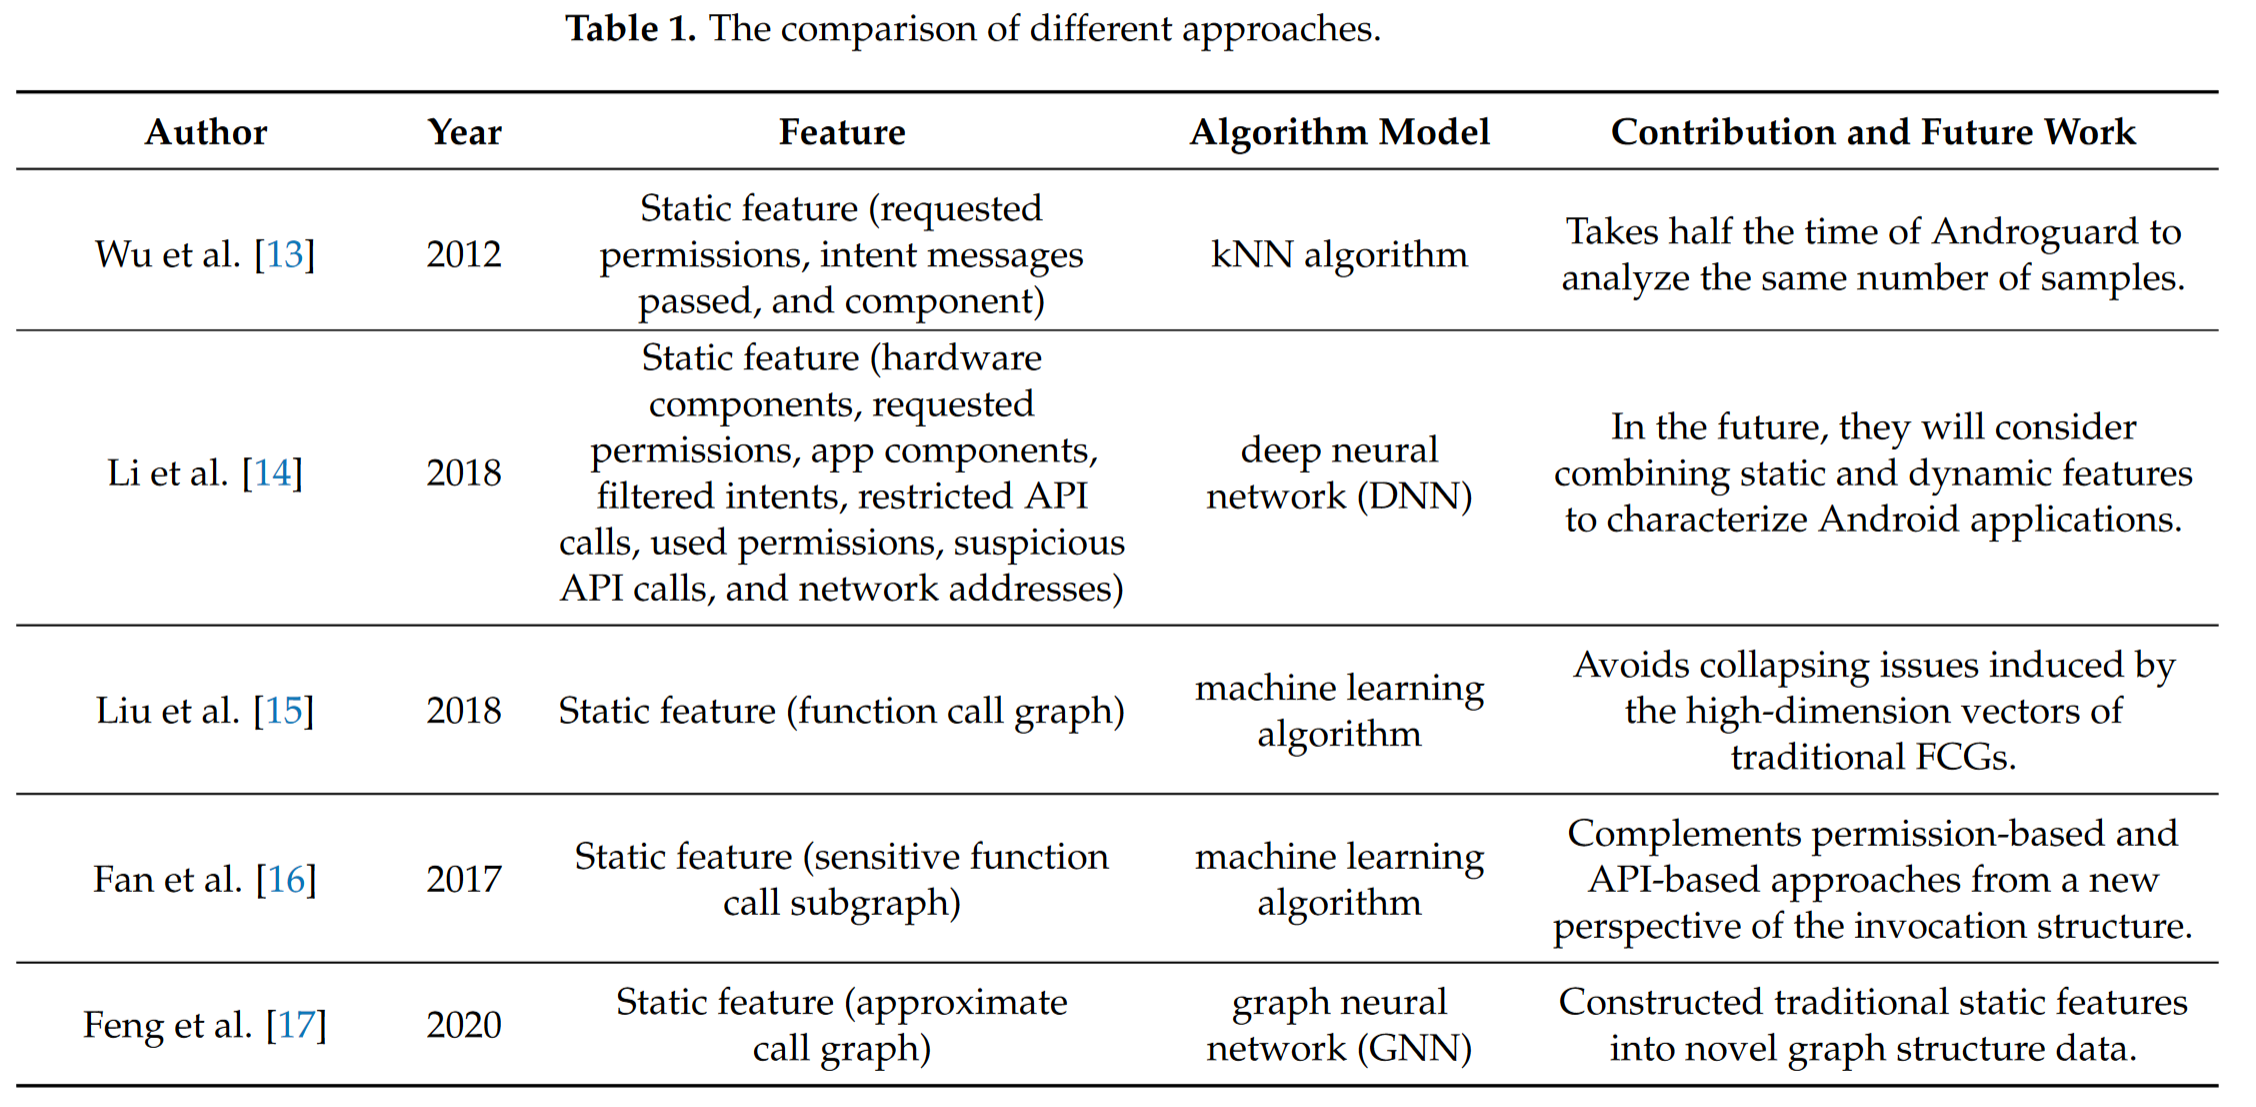 Table 1. The comparison of different approaches.
Author Year Feature Algorithm Model Contribution and Future Work
Wu et al. [13] 2012 Static feature (requested
permissions, intent messages
passed, and component) kNN algorithm Takes half the time of Androguard to
analyze the same number of samples.
Li et al. [14] 2018 Static feature (hardware
components, requested
permissions, app components,
filtered intents, restricted API
calls, used permissions, suspicious
API calls, and network addresses) deep neural
network (DNN) In the future, they will consider
combining static and dynamic features
to characterize Android applications.
Liu et al. [15] 2018 Static feature (function call graph) machine learning
algorithm Avoids collapsing issues induced by
the high-dimension vectors of
traditional FCGs.
Fan et al. [16] 2017 Static feature (sensitive function
call subgraph) machine learning
algorithm Complements permission-based and
API-based approaches from a new
perspective of the invocation structure.
Feng et al. [17] 2020 Static feature (approximate
call graph) graph neural
network (GNN) Constructed traditional static features
into novel graph structure data.